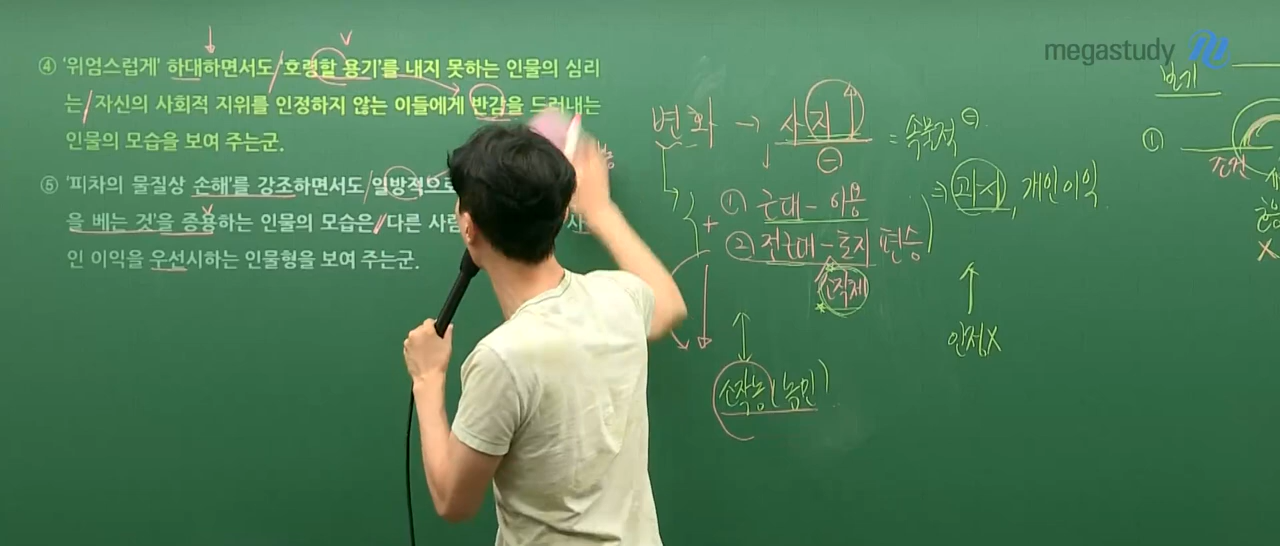 megastudy
④ '위엄스럽게' 하대하면서도 '호령할 용기'를 내지 못하는 인물의 심리
는 자신의 사회적 지위를 인정하지 않는 이들에게 반감을 드러내는
인물의 모습을 보여 주는군.
⑤ '피차의 물질상 손해'를 강조하면서도 일방적으로
을 베는 것'을 종용하는 인물의 모습은 다른 사람
인 이익을 우선시하는 인물형을 보여 주는군.
변화 → 사지 = 속물적 ⊖
⊖
+ ① 근대 - 이용
② 전근대 - 토지 편승
소작제
⇒ 과시, 개인 이익
인정X
소작농 (농민)
보기
①
조건
X